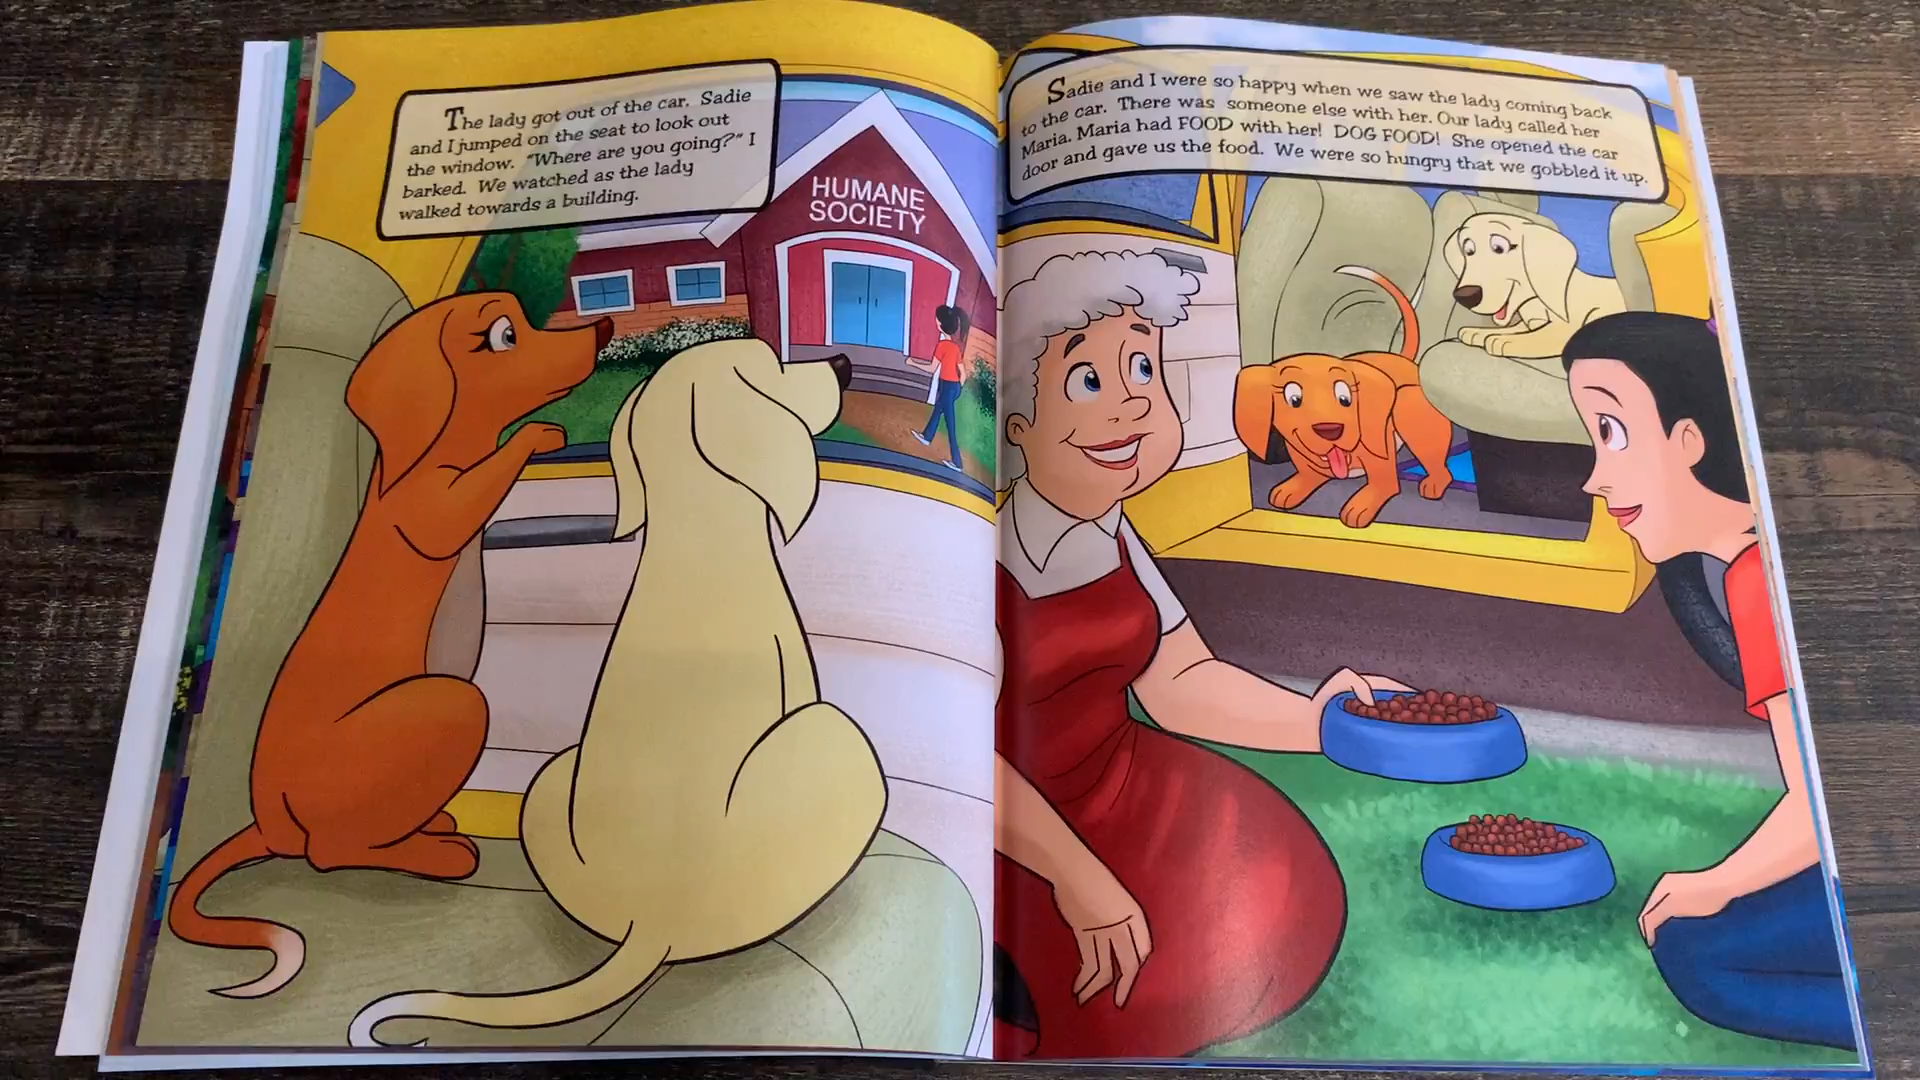 The lady got out of the car. Sadie
and I jumped on the seat to look out
the window. "Where are you going?" I
barked. We watched as the lady
walked towards a building.
HUMANE
SOCIETY
Sadie and I were so happy when we saw the lady coming back
to the car. There was someone else with her. Our lady called her
Maria. Maria had FOOD with her! DOG FOOD! She opened the car
door and gave us the food. We were so hungry that we gobbled it up.